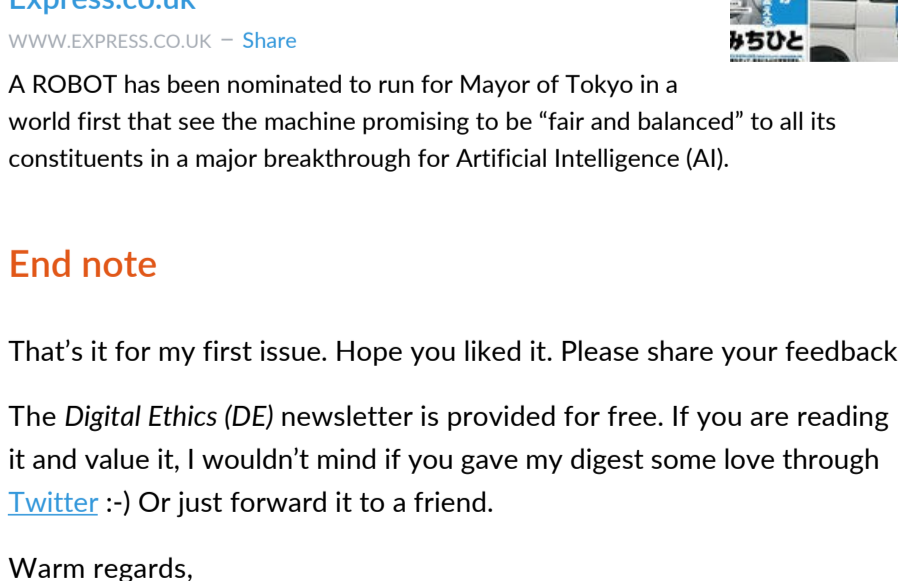 Express.co.uk
WWW.EXPRESS.CO.UK – Share
みちひと
A ROBOT has been nominated to run for Mayor of Tokyo in a
world first that see the machine promising to be “fair and balanced” to all its
constituents in a major breakthrough for Artificial Intelligence (AI).
End note
That’s it for my first issue. Hope you liked it. Please share your feedback
The Digital Ethics (DE) newsletter is provided for free. If you are reading
it and value it, I wouldn’t mind if you gave my digest some love through
Twitter :-) Or just forward it to a friend.
Warm regards,